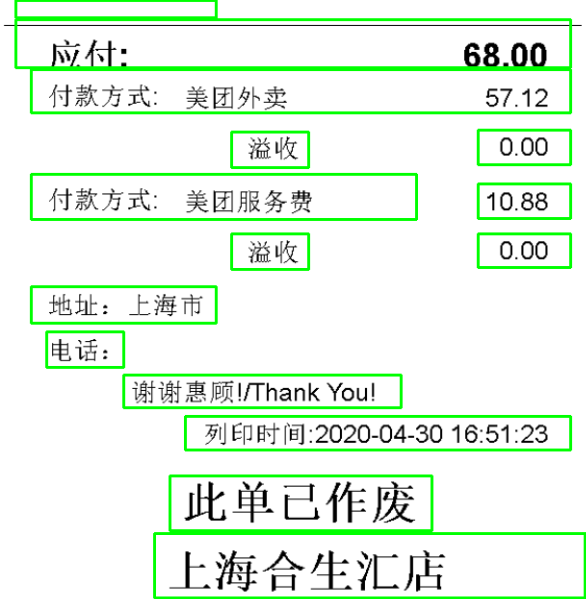 应付: 68.00
付款方式: 美团外卖 57.12
溢收 0.00
付款方式: 美团服务费 10.88
溢收 0.00
地址：上海市
电话：
谢谢惠顾!/Thank You!
列印时间:2020-04-30 16:51:23
此单已作废
上海合生汇店